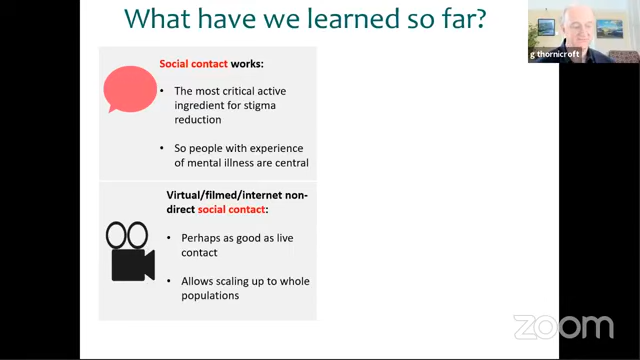 What have we learned so far?
g thornicroft
Social contact works:
• The most critical active
ingredient for stigma
reduction
• So people with experience
of mental illness are central
Virtual/filmed/internet non-
direct social contact:
• Perhaps as good as live
contact
• Allows scaling up to whole
populations
zoom